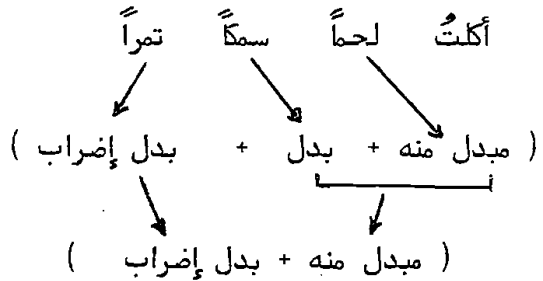 أكلتُ لحماً سمكاً تمراً
( مبدل منه + بدل + بدل إضراب )
( مبدل منه + بدل إضراب )